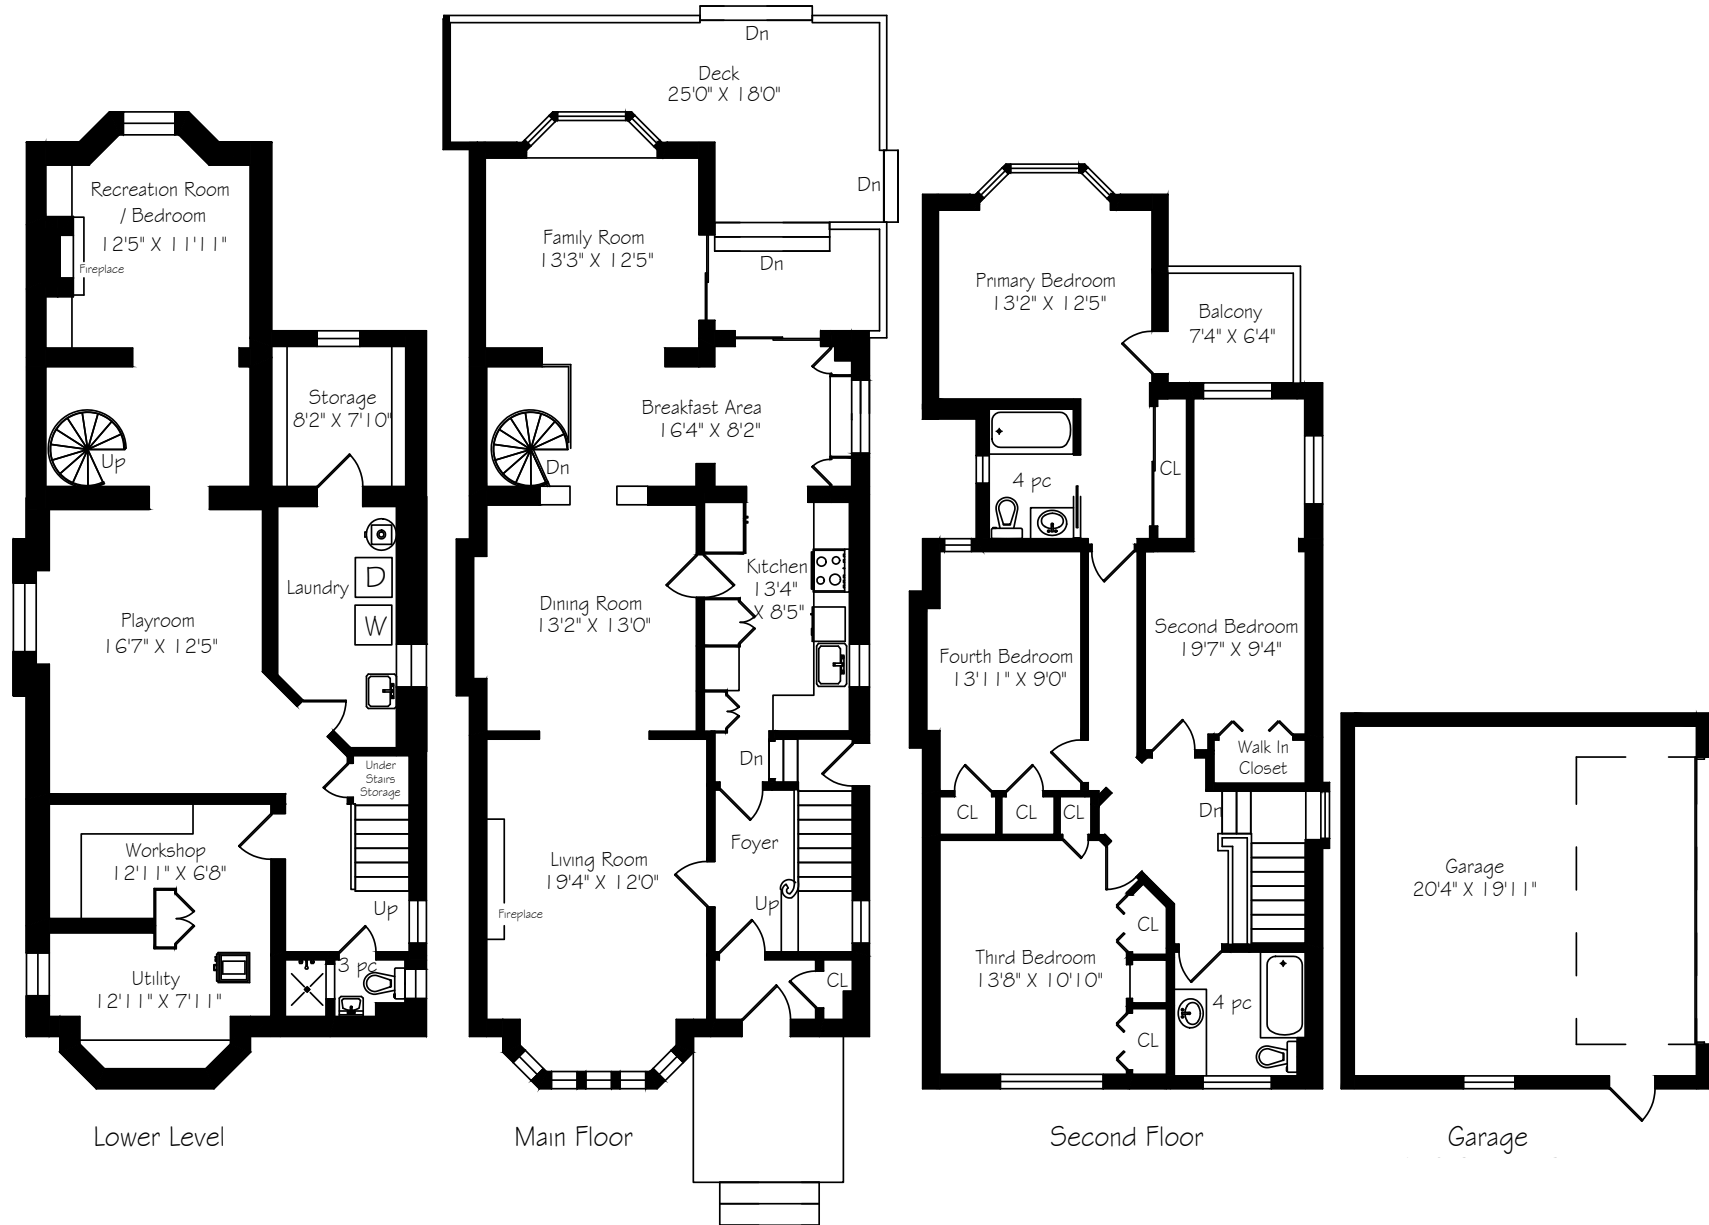 Recreation Room
/ Bedroom
12'5" X 11'11"
Fireplace
Up
Storage
8'2" X 7'10"
Laundry
D
W
Playroom
16'7" X 12'5"
Under
Stairs
Storage
Workshop
12'11" X 6'8"
Up
3 pc
Utility
12'11" X 7'11"
Lower Level
Dn
Deck
25'0" X 18'0"
Dn
Family Room
13'3" X 12'5"
Dn
Breakfast Area
16'4" X 8'2"
Dn
Kitchen
13'4"
X 8'5"
Dining Room
13'2" X 13'0"
Dn
Foyer
Living Room
19'4" X 12'0"
Up
Fireplace
CL
Main Floor
Primary Bedroom
13'2" X 12'5"
Balcony
7'4" X 6'4"
CL
4 pc
Second Bedroom
19'7" X 9'4"
Fourth Bedroom
13'11" X 9'0"
Walk In
Closet
CL
CL
CL
Dn
CL
Third Bedroom
13'8" X 10'10"
4 pc
CL
Second Floor
Garage
20'4" X 19'11"
Garage